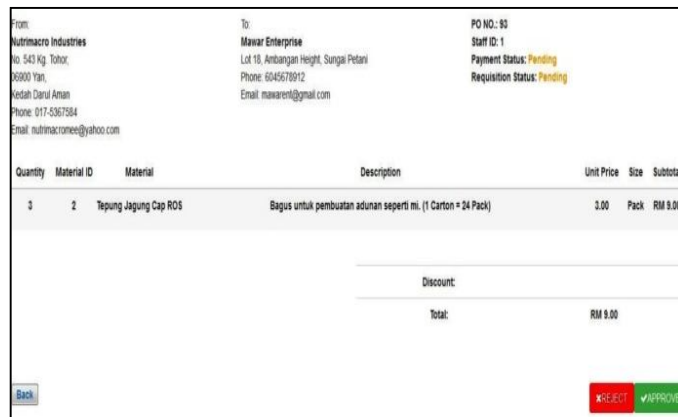 From:
Nutrimacro Industries
No. 543 Kg. Tohor,
06900 Yan,
Kedah Darul Aman
Phone: 017-5367584
Email: nutrimacromee@yahoo.com
To:
Mawar Enterprise
Lot 18, Ambangan Height, Sungai Petani
Phone: 6045678912
Email: mawarent@gmail.com
PO NO.: 93
Staff ID: 1
Payment Status: Pending
Requisition Status: Pending
Quantity Material ID Material Description Unit Price Size Subtota
3 2 Tepung Jagung Cap ROS Bagus untuk pembuatan adunan seperti mi. (1 Carton = 24 Pack) 3.00 Pack RM 9.00
Discount:
Total: RM 9.00
Back
✖REJECT ✔APPROVE